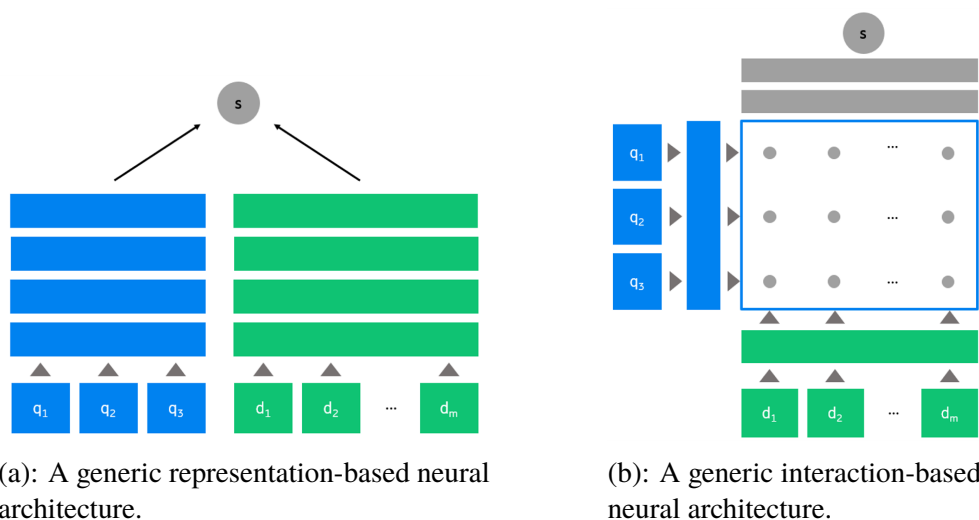 s
q1 q2 q3 d1 d2 ... dm
(a): A generic representation-based neural
architecture.
s
q1 ...
q2 ...
q3 ...
d1 d2 ... dm
(b): A generic interaction-based
neural architecture.